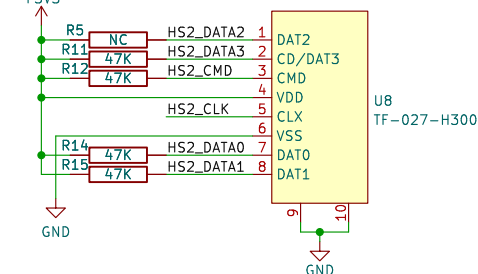 R5 NC HS2_DATA2 1 DAT2
R11 47K HS2_DATA3 2 CD/DAT3
R12 47K HS2_CMD 3 CMD
4 VDD
U8
HS2_CLK 5 CLX
TF-027-H300
6 VSS
R14 47K HS2_DATA0 7 DAT0
R15 47K HS2_DATA1 8 DAT1
9 10
GND
GND